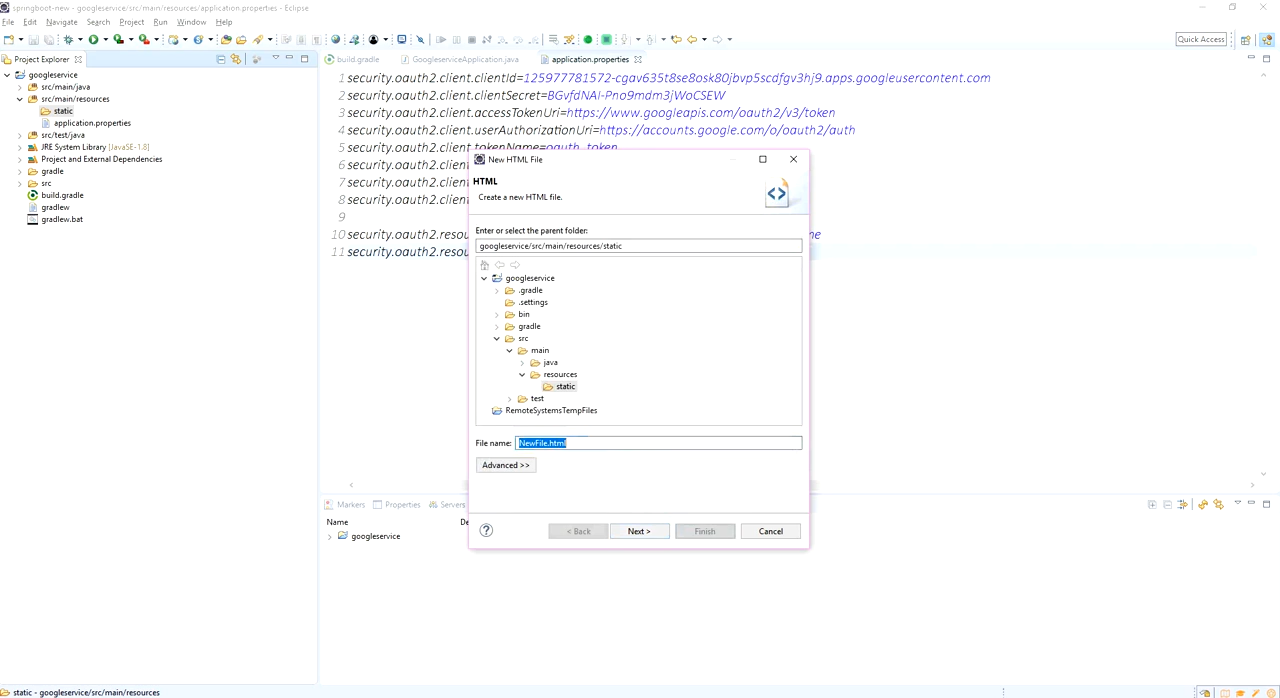 springboot-new - googleservice/src/main/resources/application.properties - Eclipse
File Edit Navigate Search Project Run Window Help
Quick Access
Project Explorer
build.gradle GoogleserviceApplication.java application.properties
googleservice
src/main/java
src/main/resources
static
application.properties
src/test/java
JRE System Library [JavaSE-1.8]
Project and External Dependencies
gradle
src
build.gradle
gradlew
gradlew.bat
1 security.oauth2.client.clientId=125977781572-cgav635t8se8osk80jbvp5scdfgv3hj9.apps.googleusercontent.com
2 security.oauth2.client.clientSecret=BGvfdNAI-Pno9mdm3jWoCSEW
3 security.oauth2.client.accessTokenUri=https://www.googleapis.com/oauth2/v3/token
4 security.oauth2.client.userAuthorizationUri=https://accounts.google.com/o/oauth2/auth
5 security.oauth2.client.tokenName=oauth_token
6 security.oauth2.client
7 security.oauth2.client
8 security.oauth2.client
9
10 security.oauth2.resou me
11 security.oauth2.resou
New HTML File
HTML
Create a new HTML file.
Enter or select the parent folder:
googleservice/src/main/resources/static
googleservice
.gradle
.settings
bin
gradle
src
main
java
resources
static
test
RemoteSystemsTempFiles
File name: NewFile.html
Advanced >>
< Back Next > Finish Cancel
Markers Properties Servers
Name De
googleservice
static - googleservice/src/main/resources